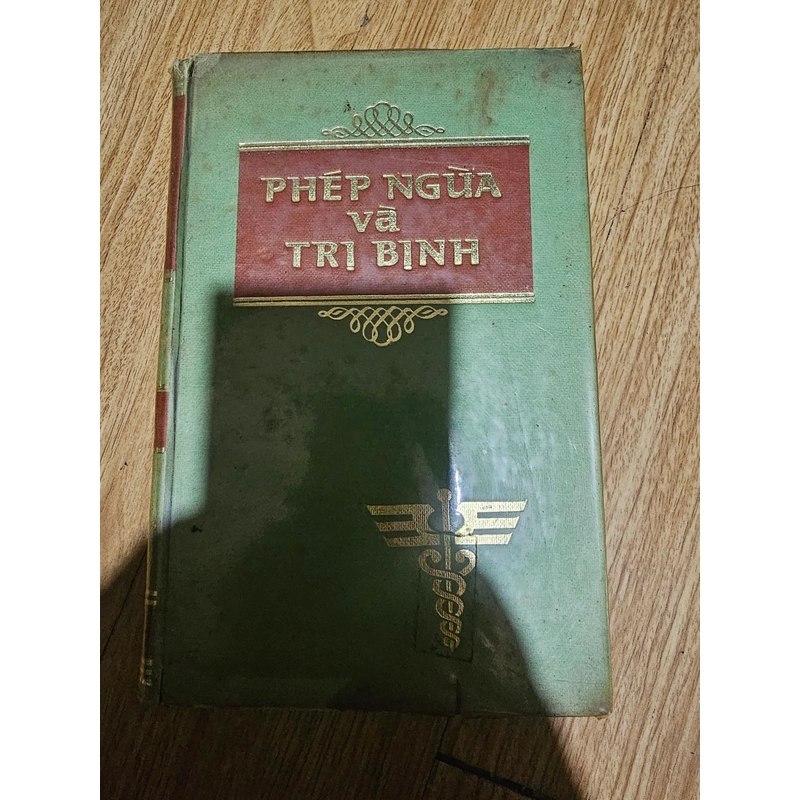 PHÉP NGỪA
và
TRỊ BỊNH